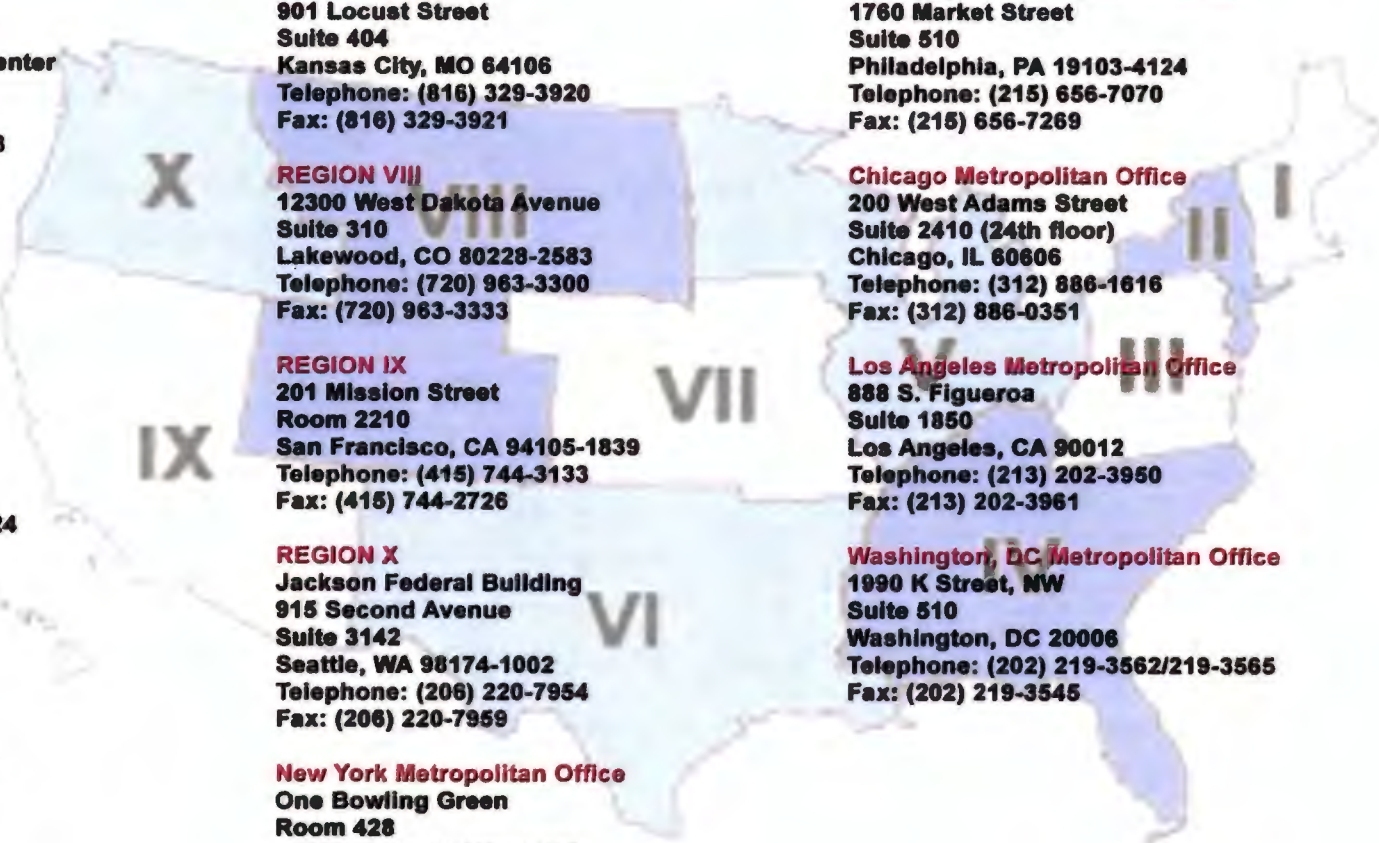 enter
3
24
901 Locust Street
Suite 404
Kansas City, MO 64106
Telephone: (816) 329-3920
Fax: (816) 329-3921
REGION VIII
12300 West Dakota Avenue
Suite 310
Lakewood, CO 80228-2583
Telephone: (720) 963-3300
Fax: (720) 963-3333
REGION IX
201 Mission Street
Room 2210
San Francisco, CA 94105-1839
Telephone: (415) 744-3133
Fax: (415) 744-2726
REGION X
Jackson Federal Building
915 Second Avenue
Suite 3142
Seattle, WA 98174-1002
Telephone: (206) 220-7954
Fax: (206) 220-7959
New York Metropolitan Office
One Bowling Green
Room 428
1760 Market Street
Suite 510
Philadelphia, PA 19103-4124
Telephone: (215) 656-7070
Fax: (215) 656-7269
Chicago Metropolitan Office
200 West Adams Street
Suite 2410 (24th floor)
Chicago, IL 60606
Telephone: (312) 886-1616
Fax: (312) 886-0351
Los Angeles Metropolitan Office
888 S. Figueroa
Suite 1850
Los Angeles, CA 90012
Telephone: (213) 202-3950
Fax: (213) 202-3961
Washington, DC Metropolitan Office
1990 K Street, NW
Suite 510
Washington, DC 20006
Telephone: (202) 219-3562/219-3565
Fax: (202) 219-3545
X
VIII
I
II
V
III
VII
IX
IV
VI